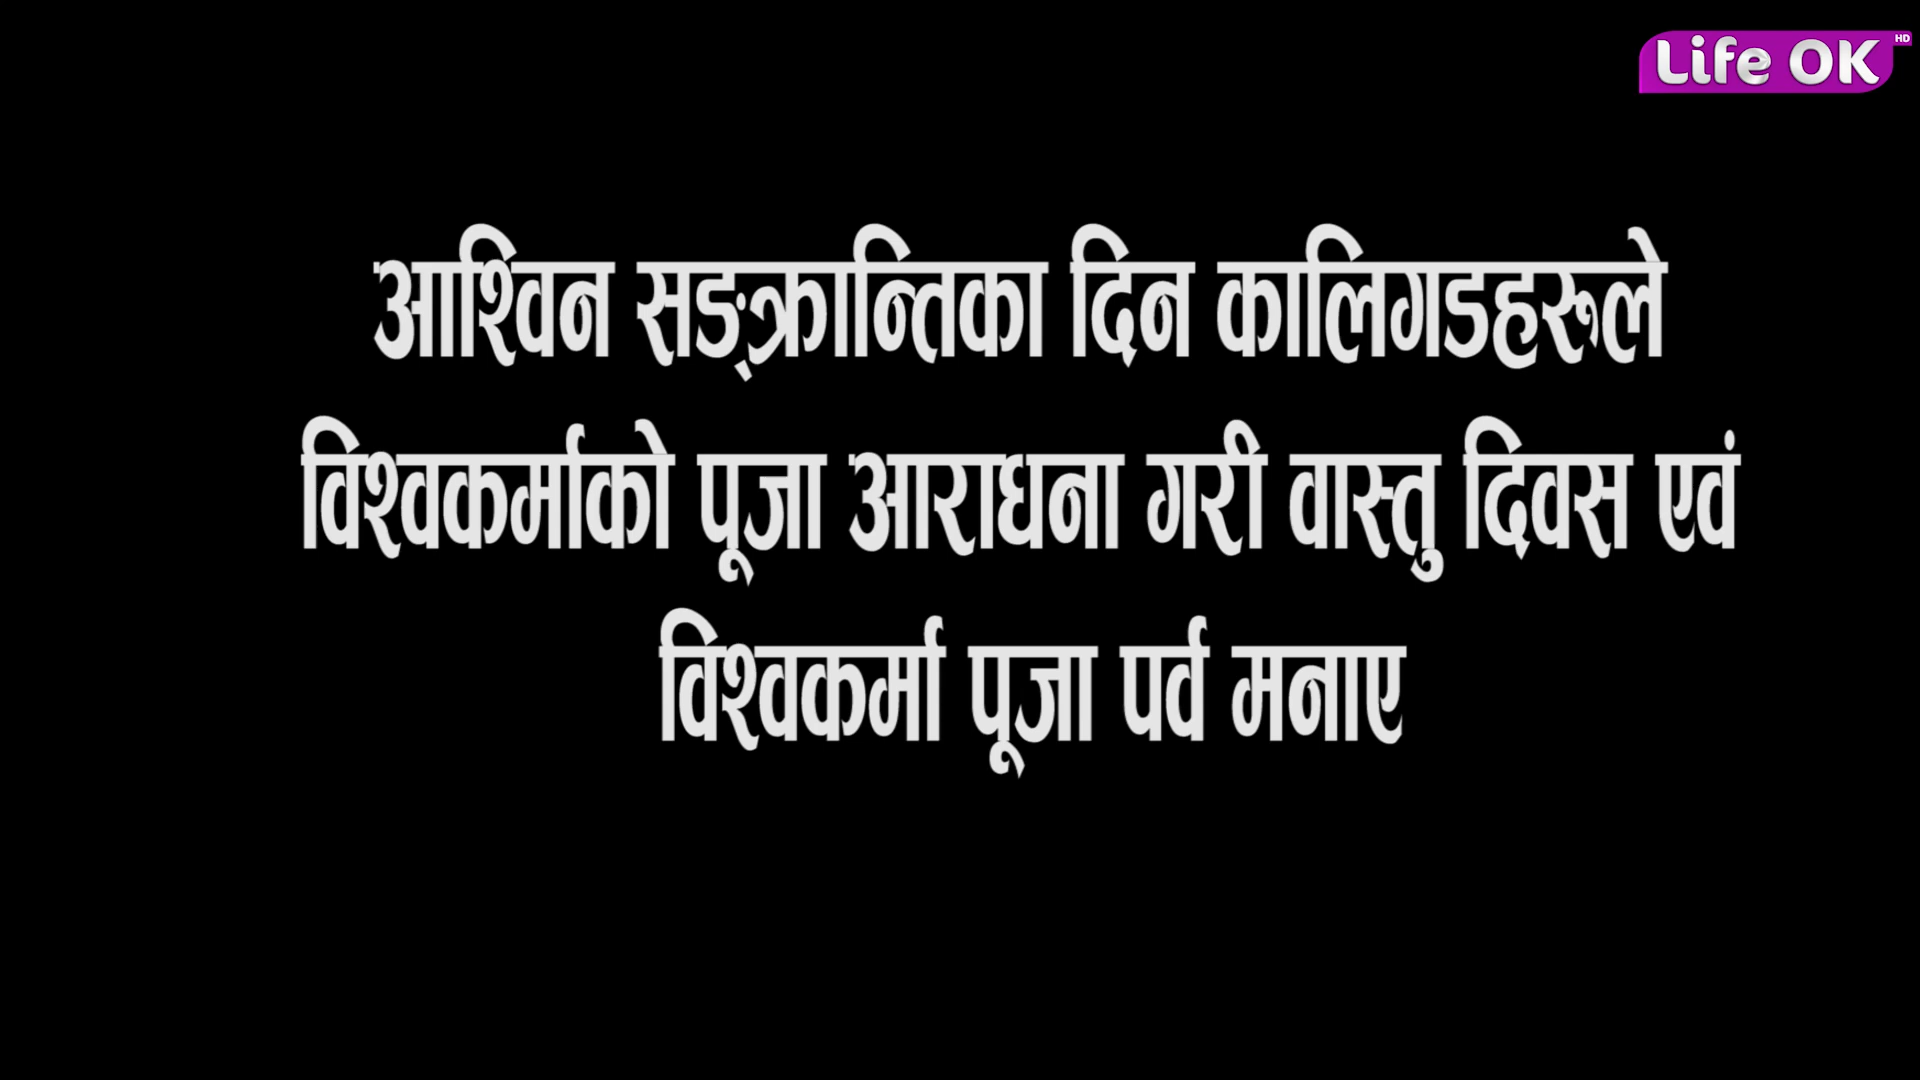 Life OK HD
आश्विन सङ्क्रान्तिका दिन कालिगडहरूले
विश्वकर्माको पूजा आराधना गरी वास्तु दिवस एवं
विश्वकर्मा पूजा पर्व मनाए